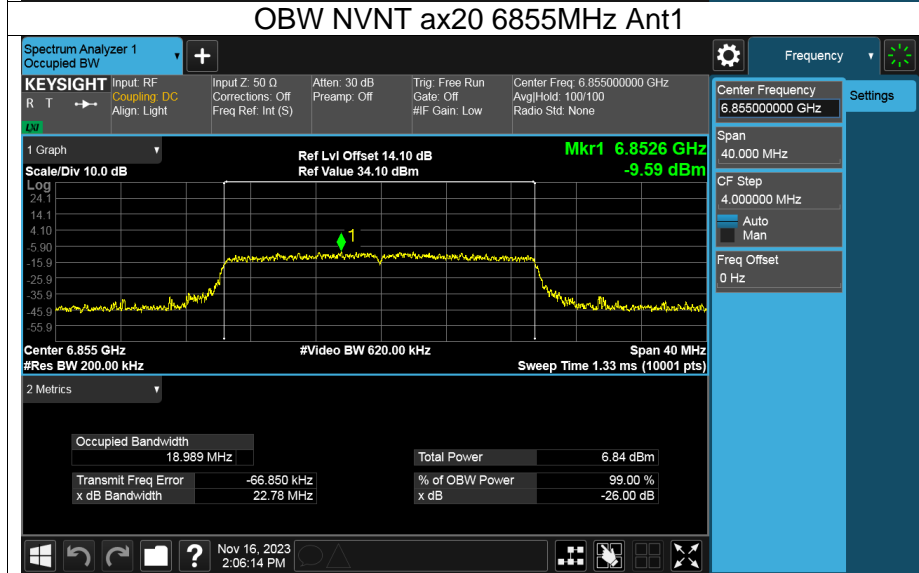 OBW NVNT ax20 6855MHz Ant1
Spectrum Analyzer 1
Occupied BW
+
Frequency
KEYSIGHT
R T
LXI
Input: RF
Coupling: DC
Align: Light
Input Z: 50 Ω
Corrections: Off
Freq Ref: Int (S)
Atten: 30 dB
Preamp: Off
Trig: Free Run
Gate: Off
#IF Gain: Low
Center Freq: 6.855000000 GHz
Avg|Hold: 100/100
Radio Std: None
Center Frequency
6.855000000 GHz
Settings
Span
40.000 MHz
CF Step
4.000000 MHz
Auto
Man
Freq Offset
0 Hz
1 Graph
Scale/Div 10.0 dB
Ref Lvl Offset 14.10 dB
Ref Value 34.10 dBm
Mkr1 6.8526 GHz
-9.59 dBm
Log
24.1
14.1
4.10
-5.90
-15.9
-25.9
-35.9
-45.9
-55.9
1
Center 6.855 GHz
#Video BW 620.00 kHz
Span 40 MHz
#Res BW 200.00 kHz
Sweep Time 1.33 ms (10001 pts)
2 Metrics
Occupied Bandwidth
18.989 MHz
Total Power 6.84 dBm
Transmit Freq Error -66.850 kHz
% of OBW Power 99.00 %
x dB Bandwidth 22.78 MHz
x dB -26.00 dB
?
Nov 16, 2023
2:06:14 PM